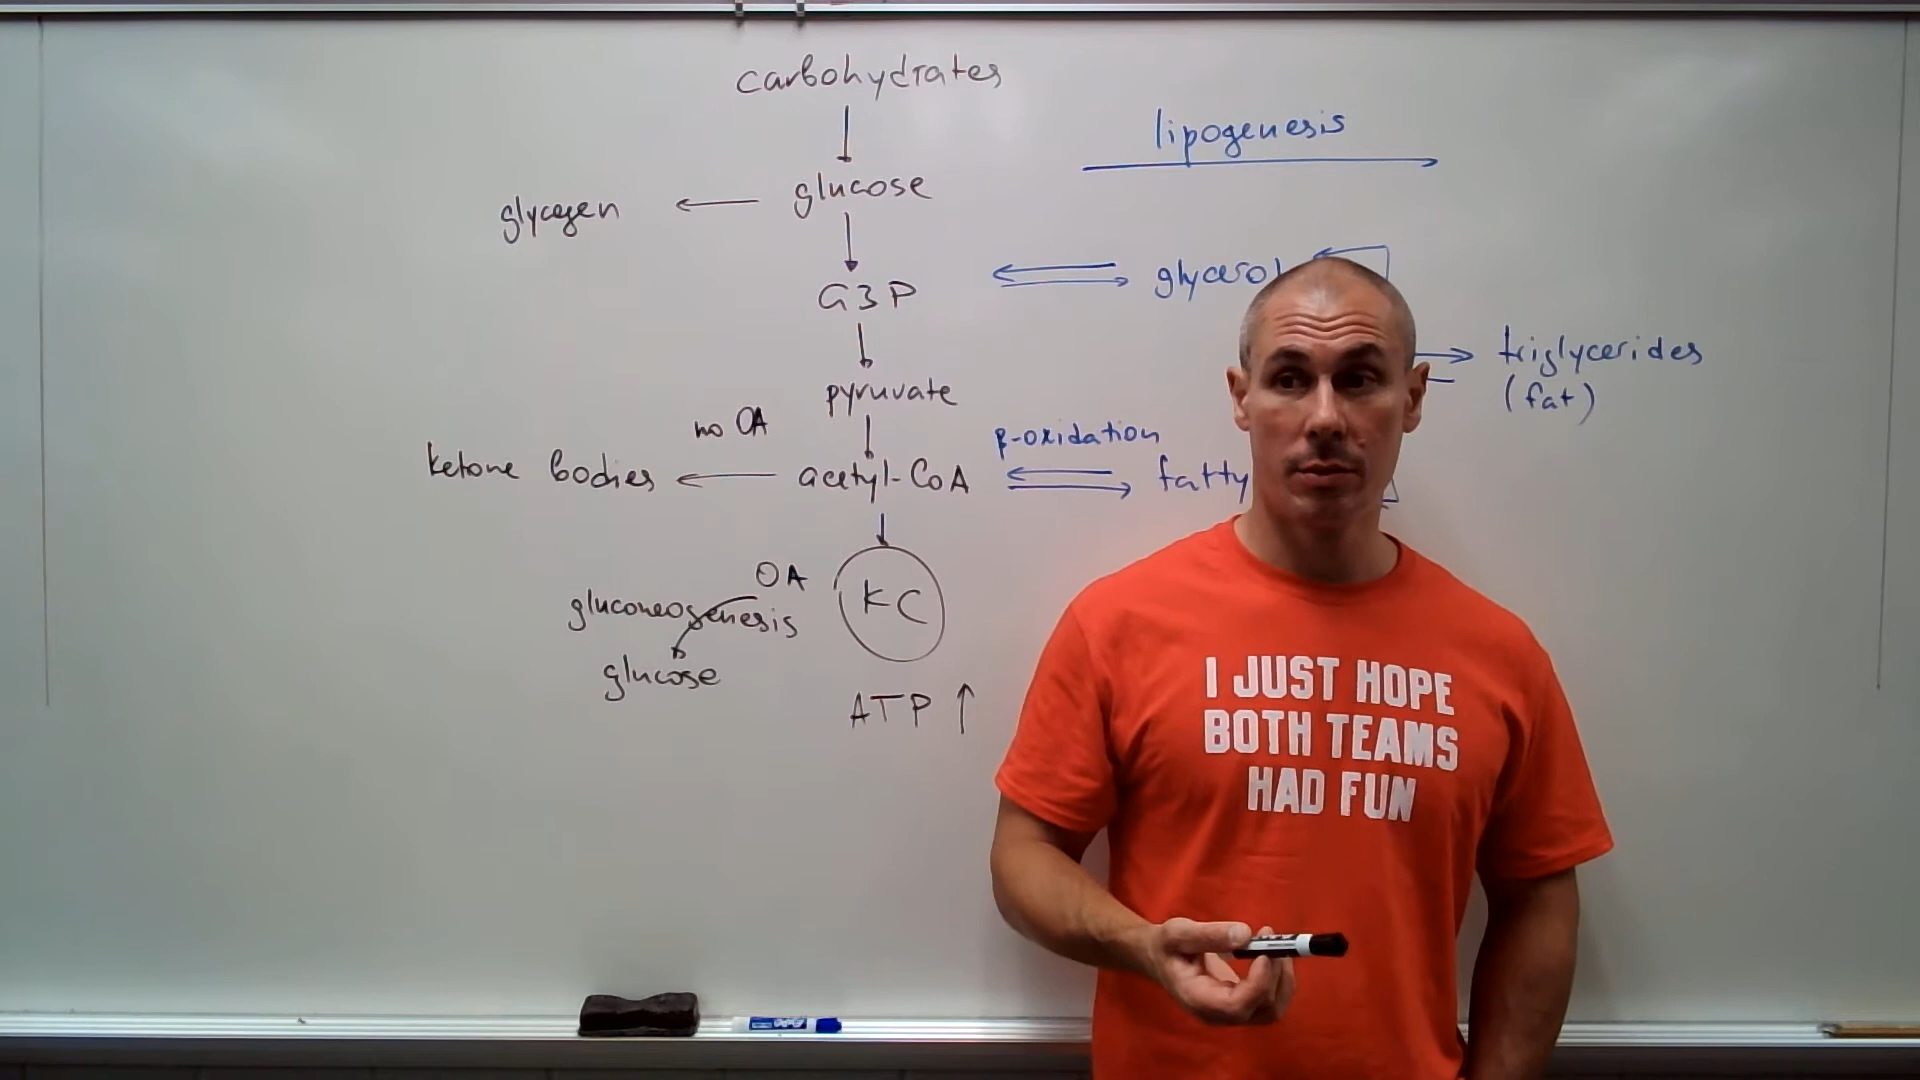 carbohydrates
lipogenesis
glycogen
glucose
G3P
glycerol
triglycerides
(fat)
pyruvate
no OA
β-oxidation
ketone bodies
acetyl-CoA
fatty
OA
KC
gluconeogenesis
glucose
ATP ↑
I JUST HOPE
BOTH TEAMS
HAD FUN